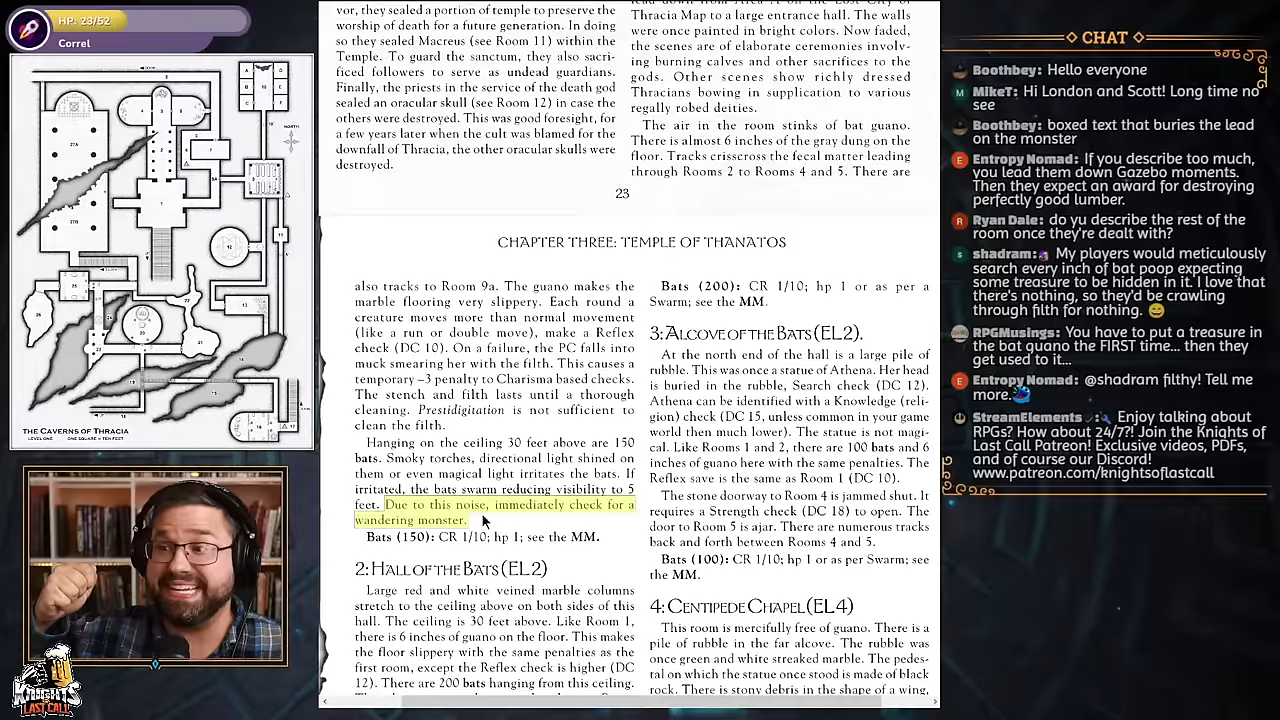 HP: 23/52
Correl
NORTH
THE CAVERNS OF THRACIA
LEVEL ONE ONE SQUARE = TEN FEET
KNIGHTS
OF
LAST CALL
vor, they sealed a portion of temple to preserve the
worship of death for a future generation. In doing
so they sealed Macreus (see Room 11) within the
Temple. To guard the sanctum, they also sacri-
ficed followers to serve as undead guardians.
Finally, the priests in the service of the death god
sealed an oracular skull (see Room 12) in case the
others were destroyed. This was good foresight, for
a few years later when the cult was blamed for the
downfall of Thracia, the other oracular skulls were
destroyed.
lead down from Area A on the Lost City of
Thracia Map to a large entrance hall. The walls
were once painted in bright colors. Now faded,
the scenes are of elaborate ceremonies involv-
ing burning calves and other sacrifices to the
gods. Other scenes show richly dressed
Thracians bowing in supplication to various
regally robed deities.
The air in the room stinks of bat guano.
There is almost 6 inches of the gray dung on the
floor. Tracks crisscross the fecal matter leading
through Rooms 2 to Rooms 4 and 5. There are
23
CHAPTER THREE: TEMPLE OF THANATOS
also tracks to Room 9a. The guano makes the
marble flooring very slippery. Each round a
creature moves more than normal movement
(like a run or double move), make a Reflex
check (DC 10). On a failure, the PC falls into
muck smearing her with the filth. This causes a
temporary –3 penalty to Charisma based checks.
The stench and filth lasts until a thorough
cleaning. Prestidigitation is not sufficient to
clean the filth.
Hanging on the ceiling 30 feet above are 150
bats. Smoky torches, directional light shined on
them or even magical light irritates the bats. If
irritated, the bats swarm reducing visibility to 5
feet. Due to this noise, immediately check for a
wandering monster.
Bats (150): CR 1/10; hp 1; see the MM.
2: HALL OF THE BATS (EL2)
Large red and white veined marble columns
stretch to the ceiling above on both sides of this
hall. The ceiling is 30 feet above. Like Room 1,
there is 6 inches of guano on the floor. This makes
the floor slippery with the same penalties as the
first room, except the Reflex check is higher (DC
12). There are 200 bats hanging from this ceiling.
Bats (200): CR 1/10; hp 1 or as per a
Swarm; see the MM.
3: ALCOVE OF THE BATS (EL2).
At the north end of the hall is a large pile of
rubble. This was once a statue of Athena. Her head
is buried in the rubble, Search check (DC 12).
Athena can be identified with a Knowledge (reli-
gion) check (DC 15, unless common in your game
world then much lower). The statue is not magi-
cal. Like Rooms 1 and 2, there are 100 bats and 6
inches of guano here with the same penalties. The
Reflex save is the same as Room 1 (DC 10).
The stone doorway to Room 4 is jammed shut. It
requires a Strength check (DC 18) to open. The
door to Room 5 is ajar. There are numerous tracks
back and forth between Rooms 4 and 5.
Bats (100): CR 1/10; hp 1 or as per Swarm; see
the MM.
4: CENTIPEDE CHAPEL (EL4)
This room is mercifully free of guano. There is a
pile of rubble in the far alcove. The rubble was
once green and white streaked marble. The pedes-
tal on which the statue once stood is made of black
rock. There is stony debris in the shape of a wing,
CHAT
Boothbey: Hello everyone
MikeT: Hi London and Scott! Long time no
see
Boothbey: boxed text that buries the lead
on the monster
Entropy Nomad: If you describe too much,
you lead them down Gazebo moments.
Then they expect an award for destroying
perfectly good lumber.
Ryan Dale: do yu describe the rest of the
room once they're dealt with?
shadram: My players would meticulously
search every inch of bat poop expecting
some treasure to be hidden in it. I love that
there's nothing, so they'd be crawling
through filth for nothing. 😄
RPGMusings: You have to put a treasure in
the bat guano the FIRST time... then they
get used to it...
Entropy Nomad: @shadram filthy! Tell me
more.
StreamElements: Enjoy talking about
RPGs? How about 24/7?! Join the Knights of
Last Call Patreon! Exclusive videos, PDFs,
and of course our Discord!
www.patreon.com/knightsoflastcall